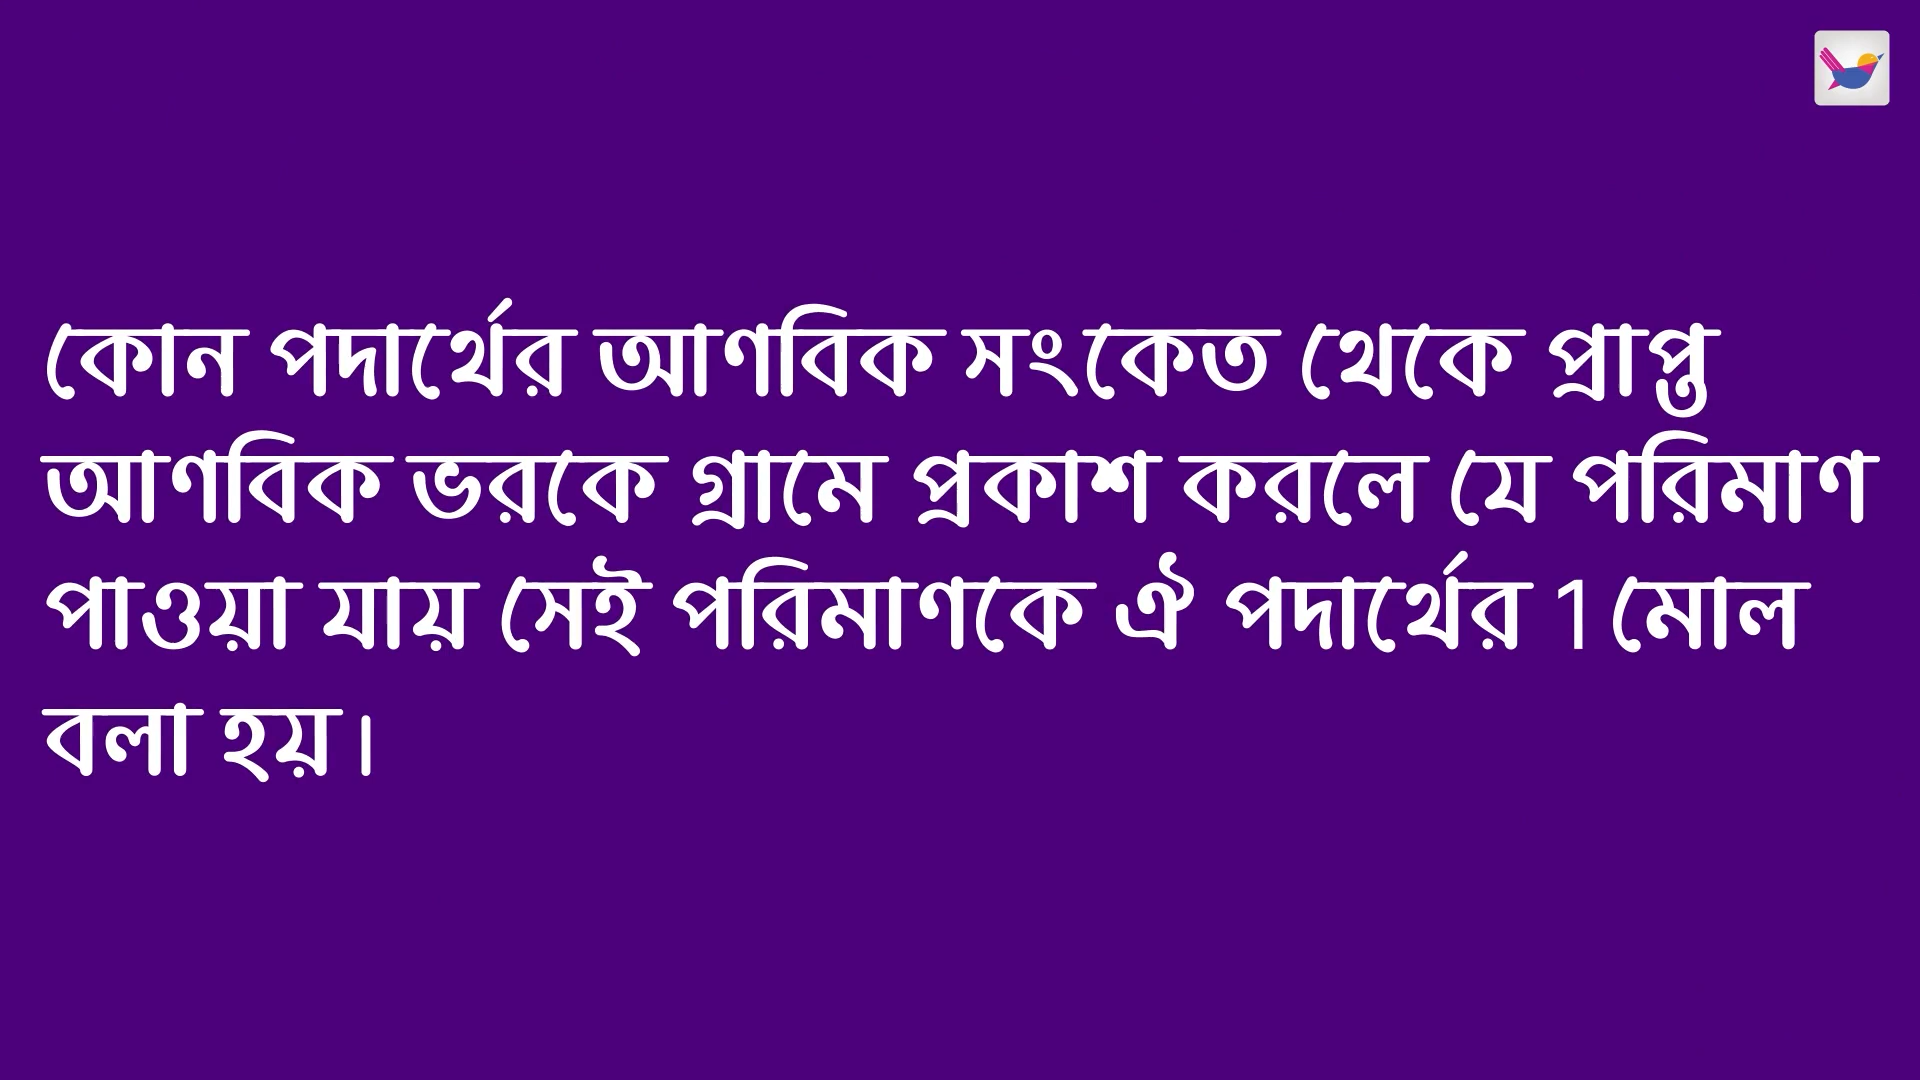 কোন পদার্থের আণবিক সংকেত থেকে প্রাপ্ত
আণবিক ভরকে গ্রামে প্রকাশ করলে যে পরিমাণ
পাওয়া যায় সেই পরিমাণকে ঐ পদার্থের 1 মোল
বলা হয়।